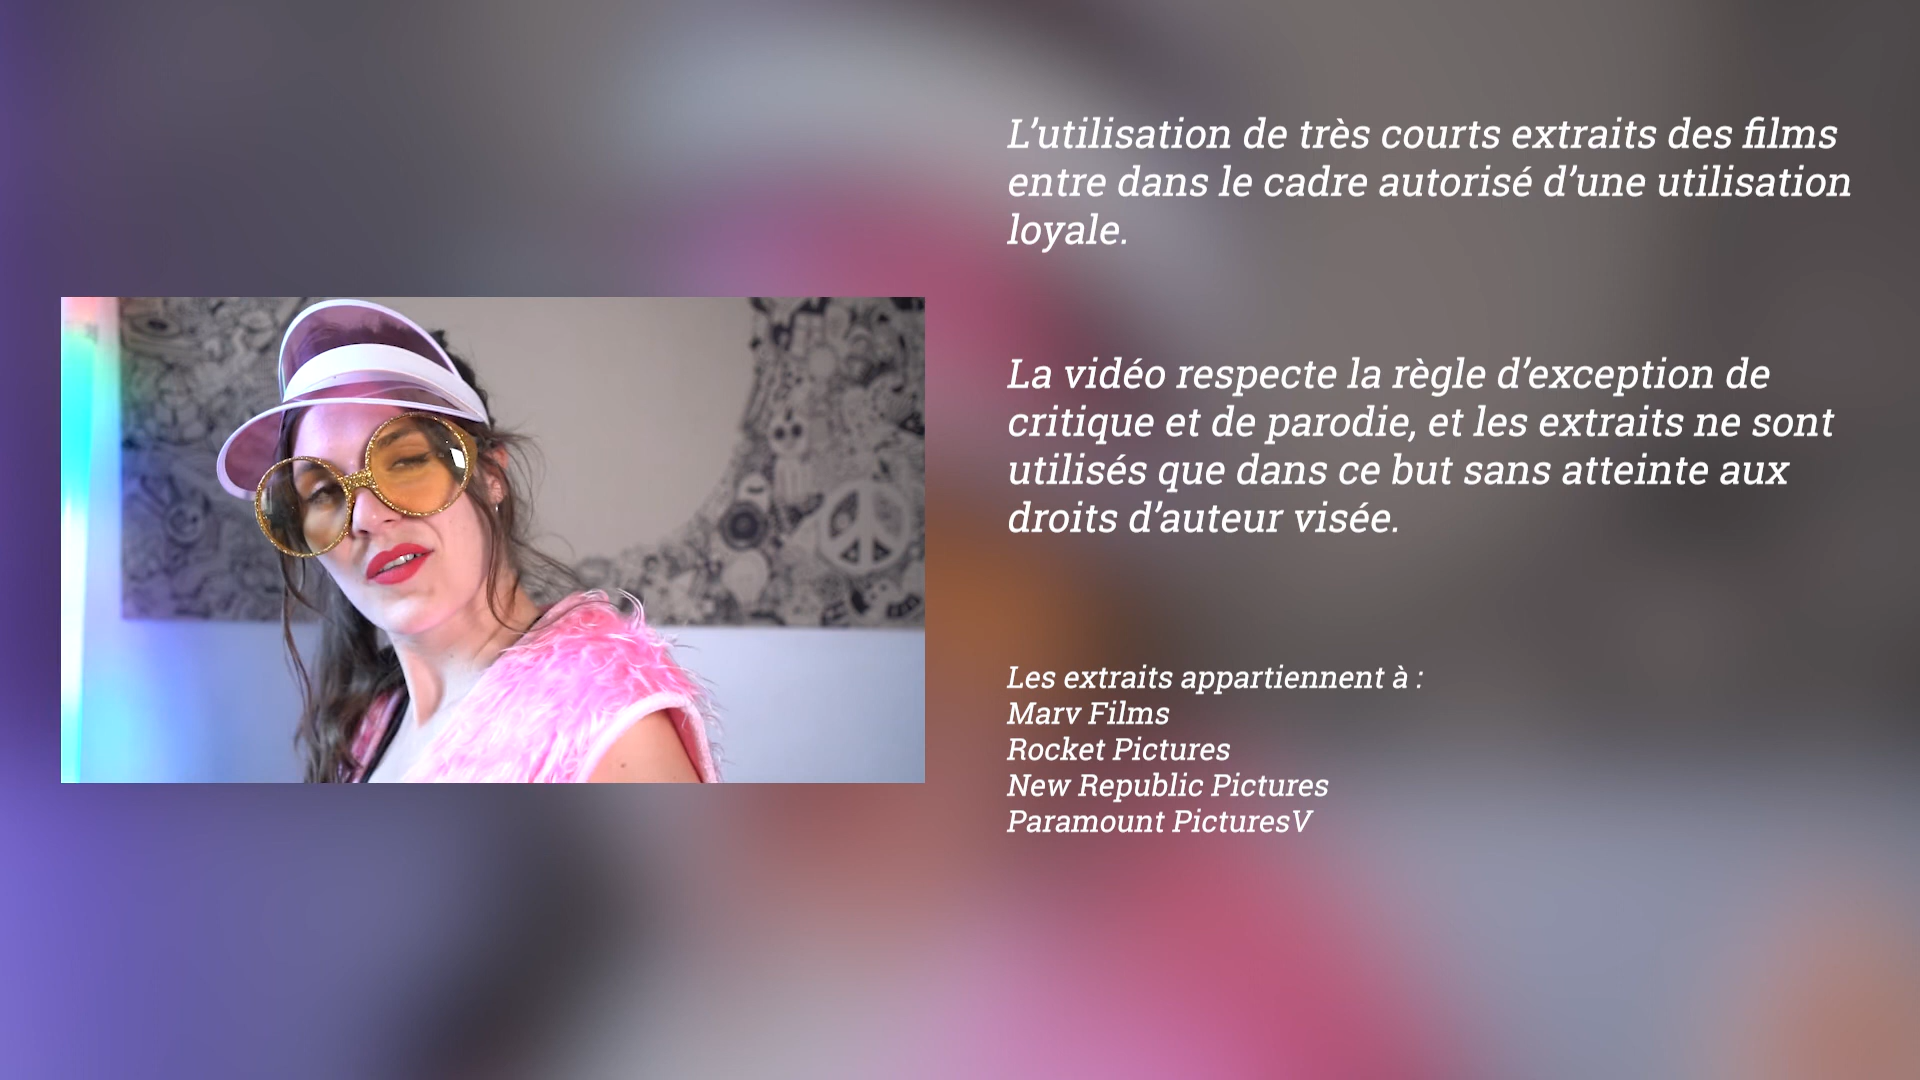 L’utilisation de très courts extraits des films
entre dans le cadre autorisé d’une utilisation
loyale.
La vidéo respecte la règle d’exception de
critique et de parodie, et les extraits ne sont
utilisés que dans ce but sans atteinte aux
droits d’auteur visée.
Les extraits appartiennent à :
Marv Films
Rocket Pictures
New Republic Pictures
Paramount PicturesV